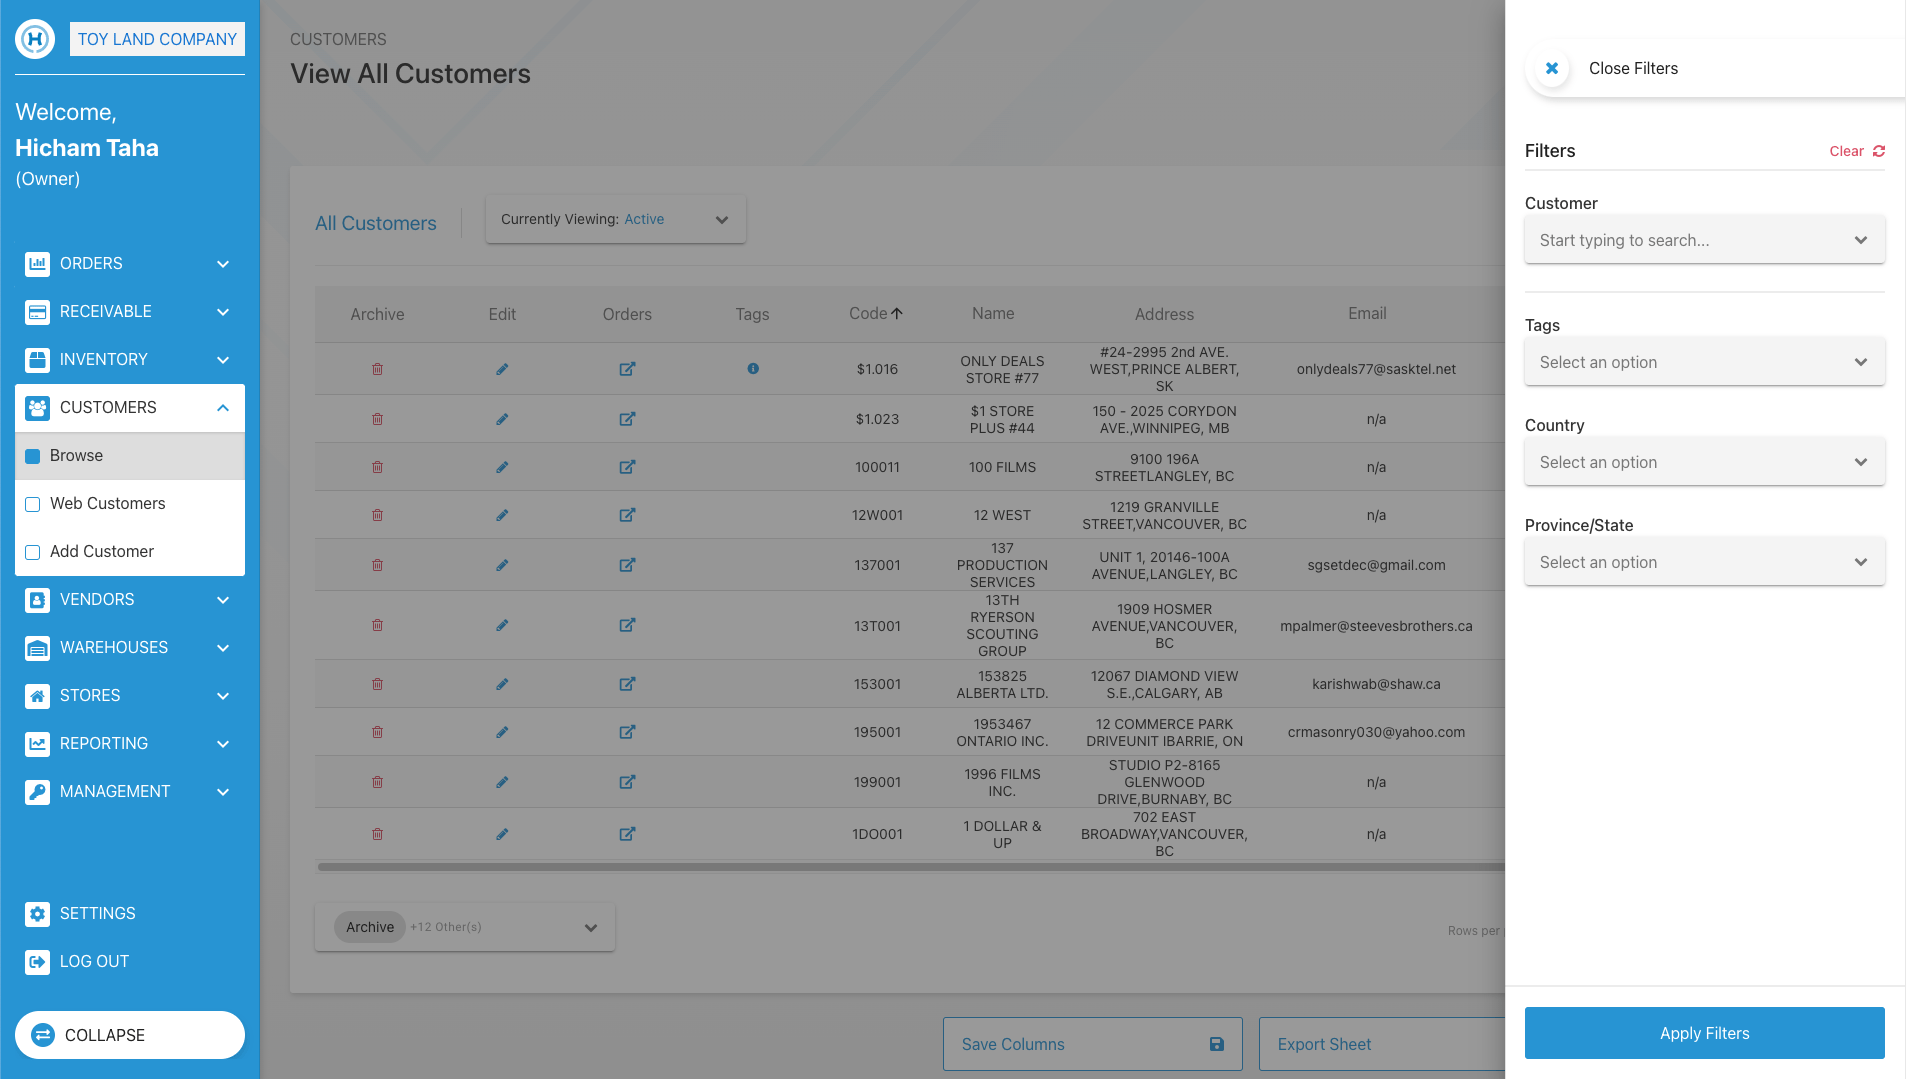 TOY LAND COMPANY
Welcome,
Hicham Taha
(Owner)
ORDERS
RECEIVABLE
INVENTORY
CUSTOMERS
Browse
Web Customers
Add Customer
VENDORS
WAREHOUSES
STORES
REPORTING
MANAGEMENT
SETTINGS
LOG OUT
COLLAPSE
CUSTOMERS
View All Customers
All Customers
Currently Viewing: Active
Archive Edit Orders Tags Code Name Address Email
$1.016 ONLY DEALS STORE #77 #24-2995 2nd AVE. WEST,PRINCE ALBERT, SK onlydeals77@sasktel.net
$1.023 $1 STORE PLUS #44 150 - 2025 CORYDON AVE.,WINNIPEG, MB n/a
100011 100 FILMS 9100 196A STREETLANGLEY, BC n/a
12W001 12 WEST 1219 GRANVILLE STREET,VANCOUVER, BC n/a
137001 137 PRODUCTION SERVICES UNIT 1, 20146-100A AVENUE,LANGLEY, BC sgsetdec@gmail.com
13T001 13TH RYERSON SCOUTING GROUP 1909 HOSMER AVENUE,VANCOUVER, BC mpalmer@steevesbrothers.ca
153001 153825 ALBERTA LTD. 12067 DIAMOND VIEW S.E.,CALGARY, AB karishwab@shaw.ca
195001 1953467 ONTARIO INC. 12 COMMERCE PARK DRIVEUNIT IBARRIE, ON crmasonry030@yahoo.com
199001 1996 FILMS INC. STUDIO P2-8165 GLENWOOD DRIVE,BURNABY, BC n/a
1DO001 1 DOLLAR & UP 702 EAST BROADWAY,VANCOUVER, BC n/a
Archive +12 Other(s)
Rows per
Save Columns
Export Sheet
Close Filters
Filters
Clear
Customer
Start typing to search...
Tags
Select an option
Country
Select an option
Province/State
Select an option
Apply Filters